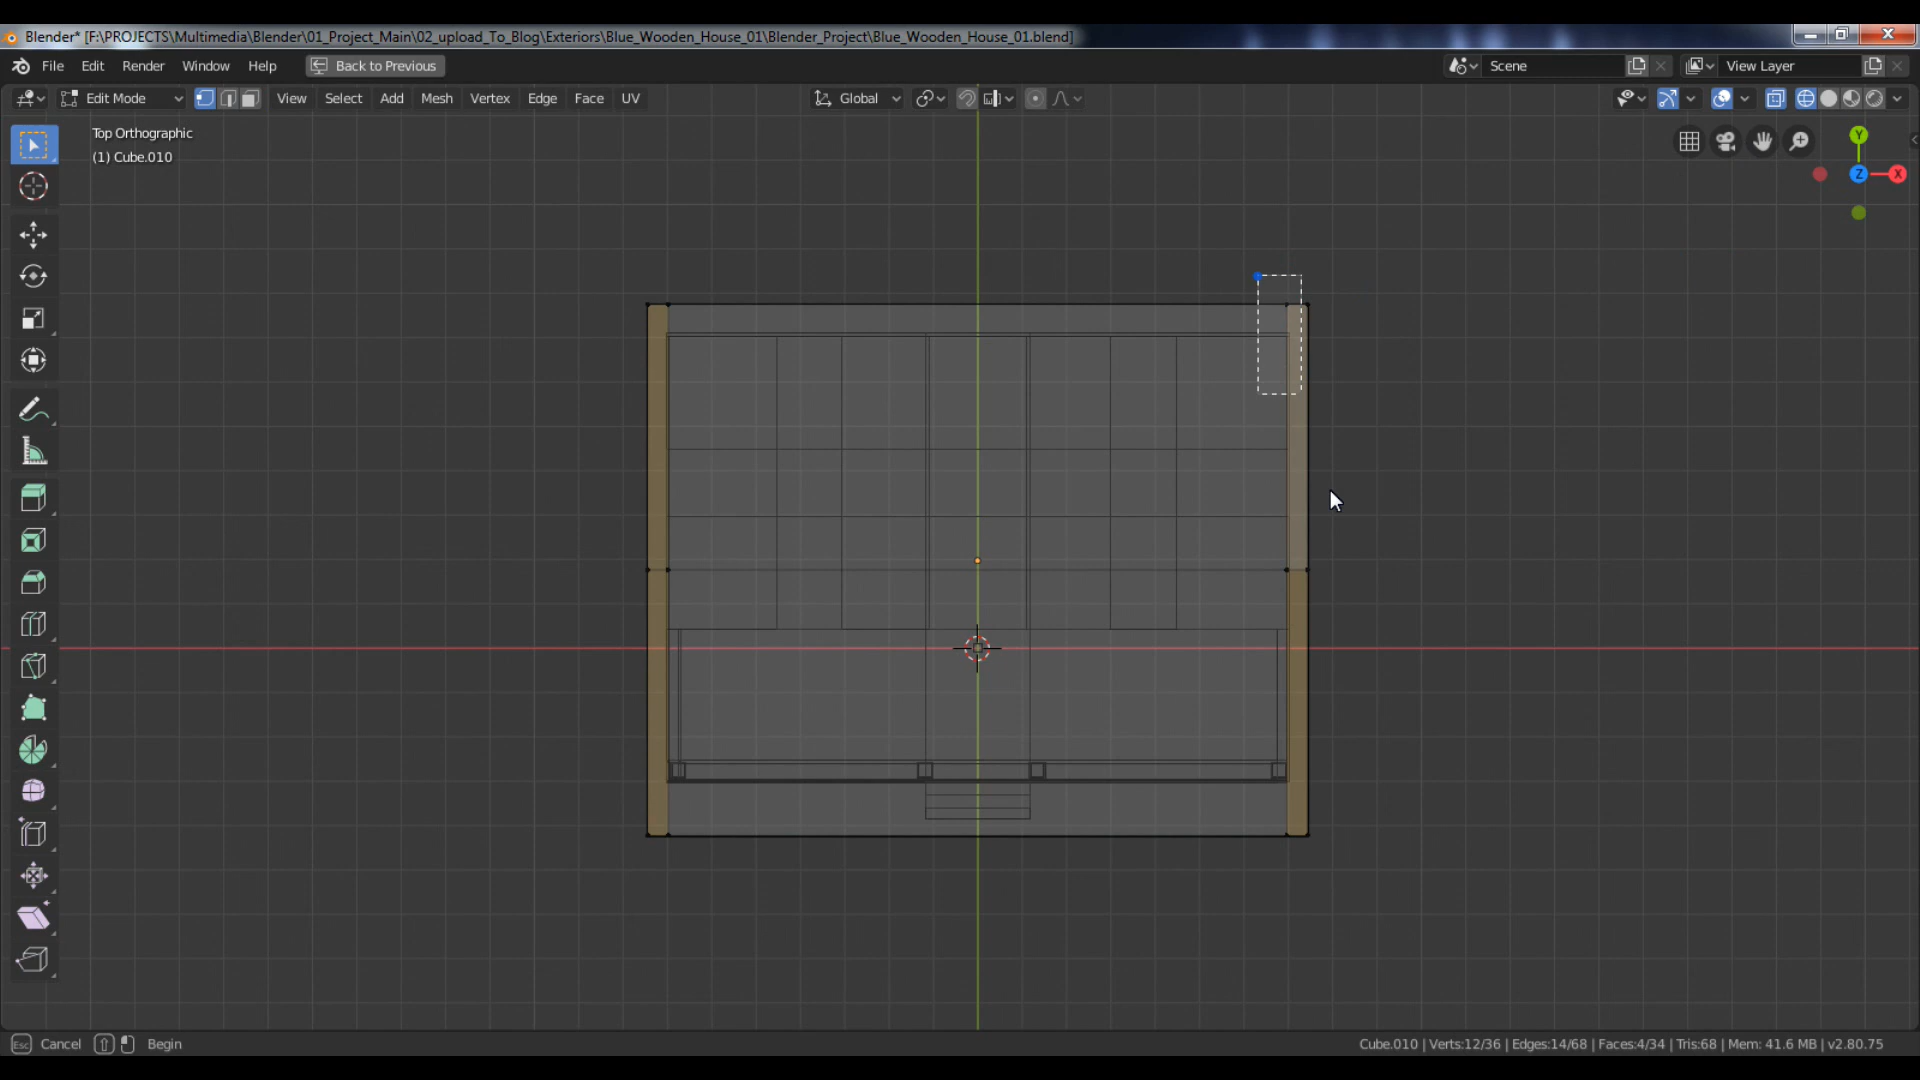 Blender* [F:\PROJECTS\Multimedia\Blender\01_Project_Main\02_upload_To_Blog\Exteriors\Blue_Wooden_House_01\Blender_Project\Blue_Wooden_House_01.blend]
File Edit Render Window Help Back to Previous Scene View Layer
Edit Mode View Select Add Mesh Vertex Edge Face UV Global
Top Orthographic
(1) Cube.010
Y
Z X
Esc Cancel Begin Cube.010 | Verts:12/36 | Edges:14/68 | Faces:4/34 | Tris:68 | Mem: 41.6 MB | v2.80.75